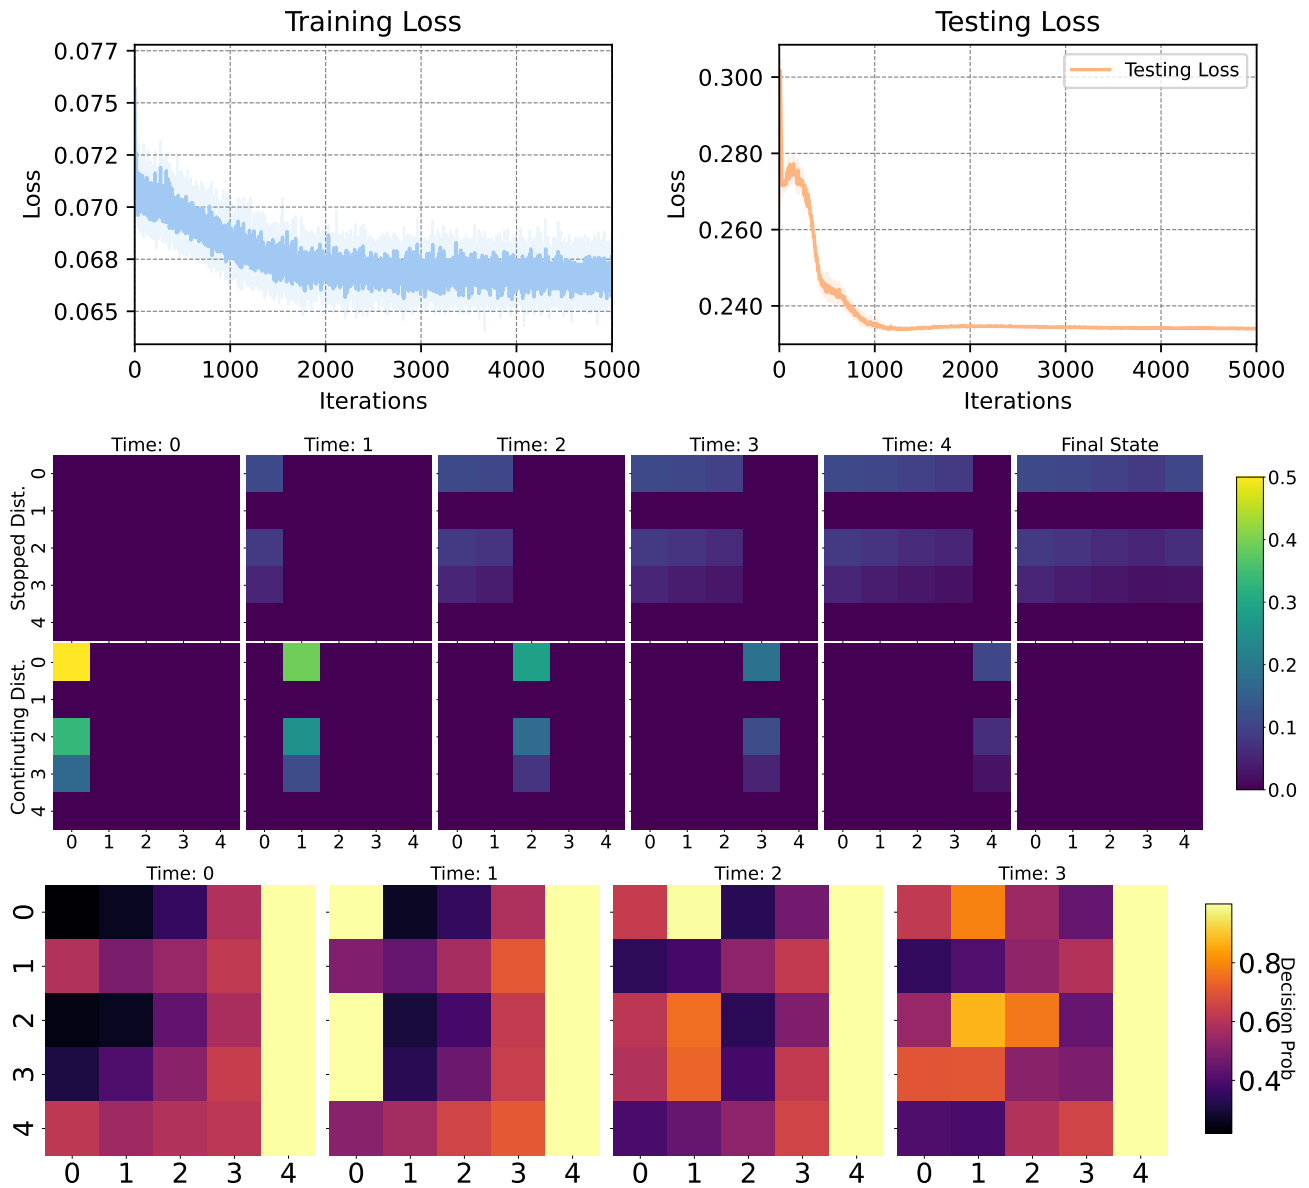 Training Loss
Testing Loss
0.077
0.075
0.072
0.070
0.068
0.065
Loss
0 1000 2000 3000 4000 5000
Iterations
0.300
0.280
0.260
0.240
Loss
Testing Loss
0 1000 2000 3000 4000 5000
Iterations
Time: 0 Time: 1 Time: 2 Time: 3 Time: 4 Final State
Stopped Dist.
0
1
2
3
4
Continuting Dist.
0
1
2
3
4
0 1 2 3 4 0 1 2 3 4 0 1 2 3 4 0 1 2 3 4 0 1 2 3 4 0 1 2 3 4
0.5
0.4
0.3
0.2
0.1
0.0
Time: 0 Time: 1 Time: 2 Time: 3
0
1
2
3
4
0 1 2 3 4 0 1 2 3 4 0 1 2 3 4 0 1 2 3 4
0.8
0.6
0.4
Decision Prob